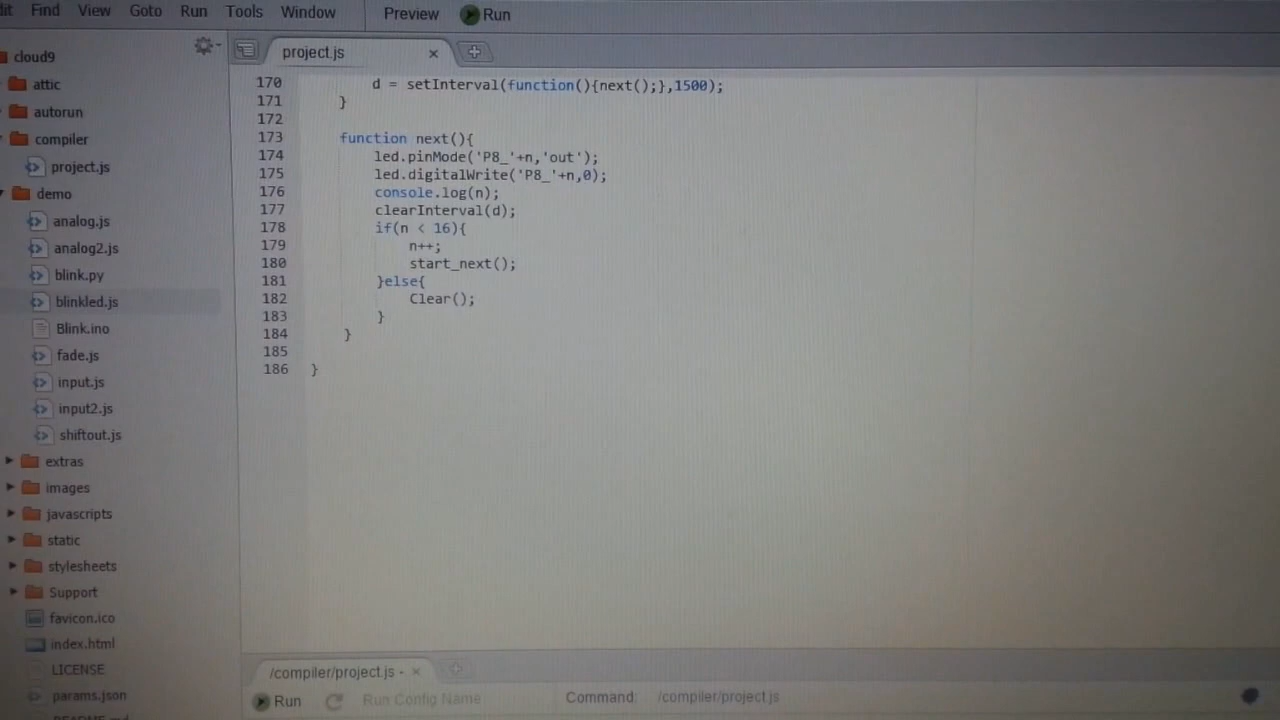 dit Find View Goto Run Tools Window Preview Run
cloud9
attic
autorun
compiler
project.js
demo
analog.js
analog2.js
blink.py
blinkled.js
Blink.ino
fade.js
input.js
input2.js
shiftout.js
extras
images
javascripts
static
stylesheets
Support
favicon.ico
index.html
LICENSE
params.json
project.js ×
170 d = setInterval(function(){next();},1500);
171 }
172
173 function next(){
174 led.pinMode('P8_'+n,'out');
175 led.digitalWrite('P8_'+n,0);
176 console.log(n);
177 clearInterval(d);
178 if(n < 16){
179 n++;
180 start_next();
181 }else{
182 Clear();
183 }
184 }
185
186 }
/compiler/project.js - ×
Run Run Config Name Command: /compiler/project.js